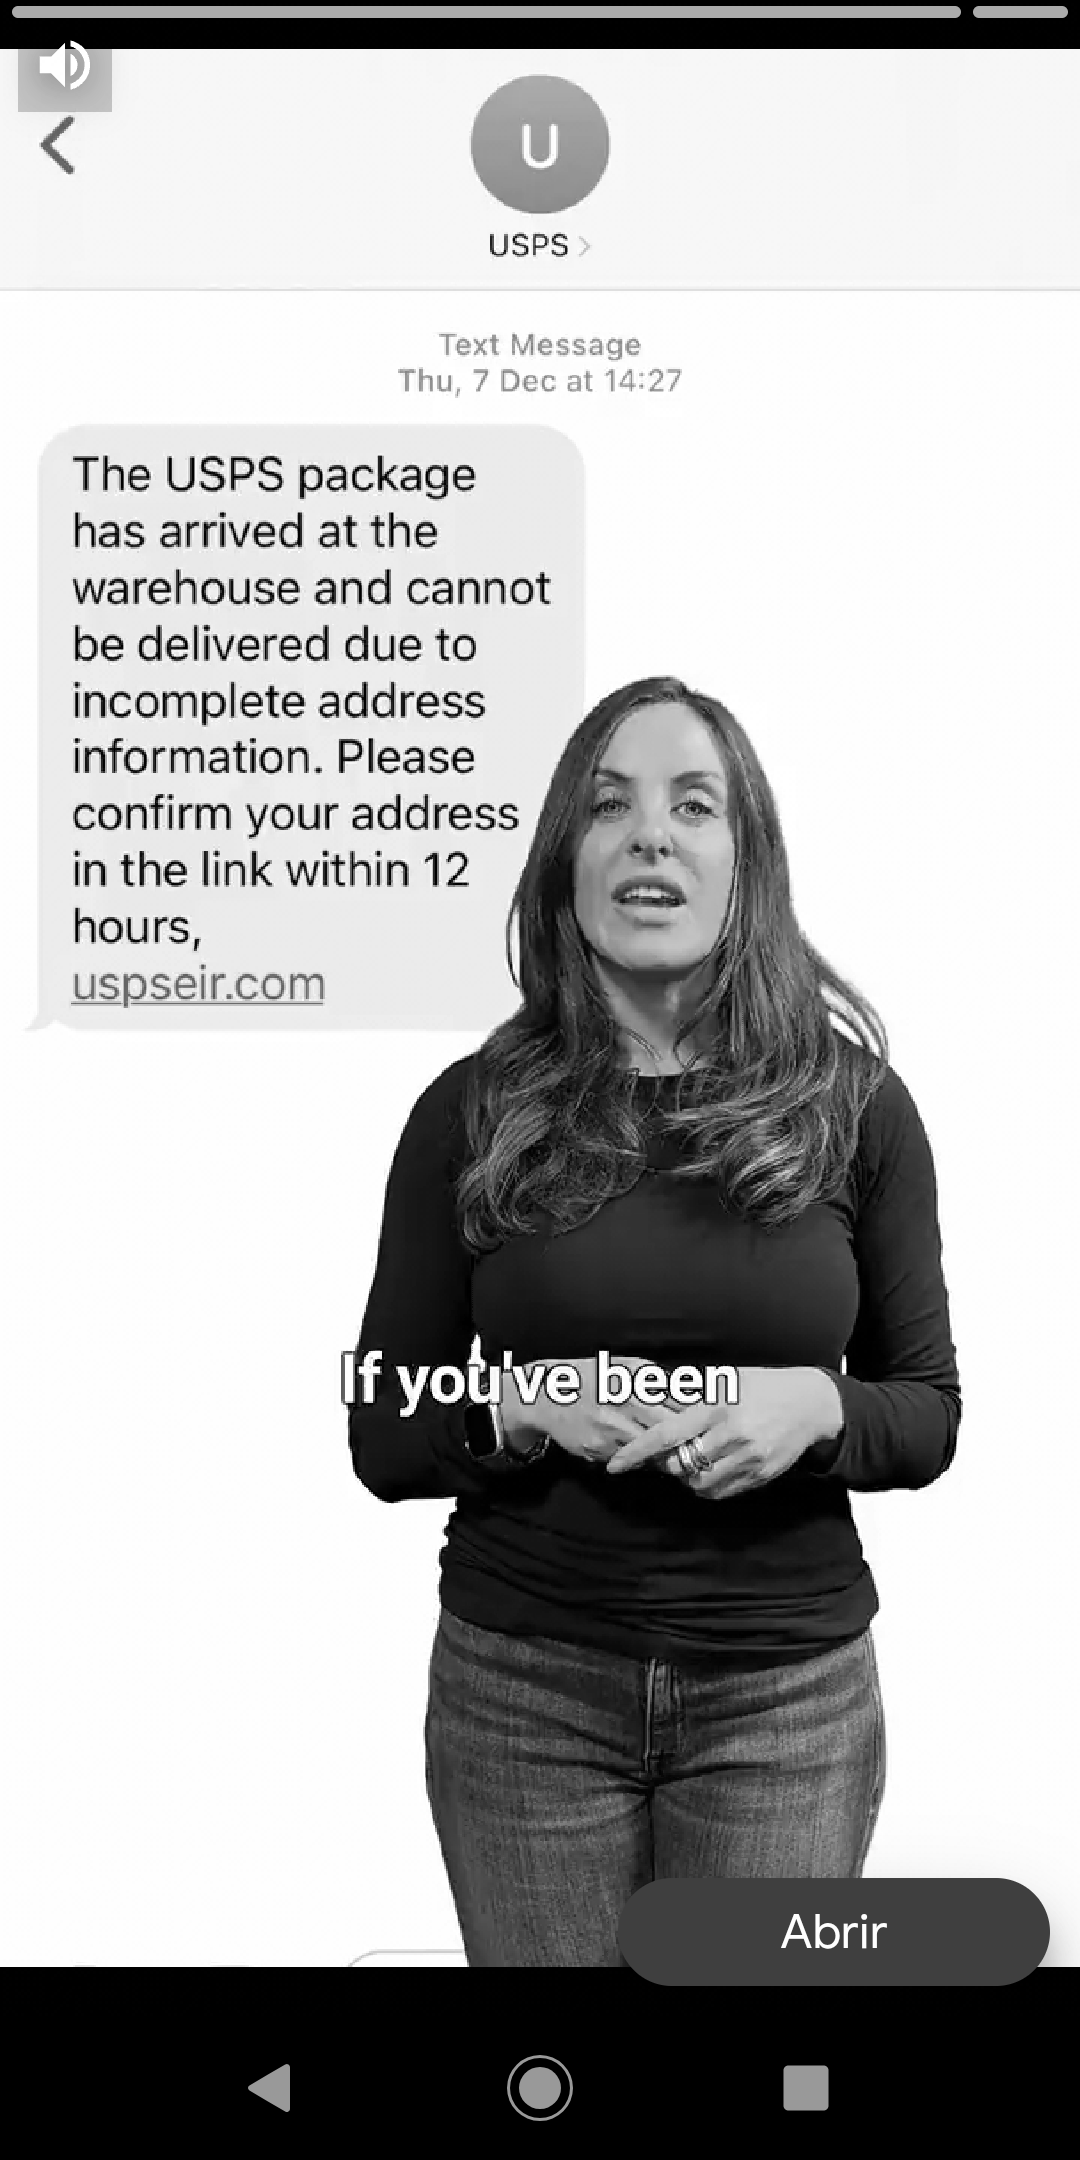 U
USPS
Text Message
Thu, 7 Dec at 14:27
The USPS package
has arrived at the
warehouse and cannot
be delivered due to
incomplete address
information. Please
confirm your address
in the link within 12
hours,
uspseir.com
If you've been
Abrir